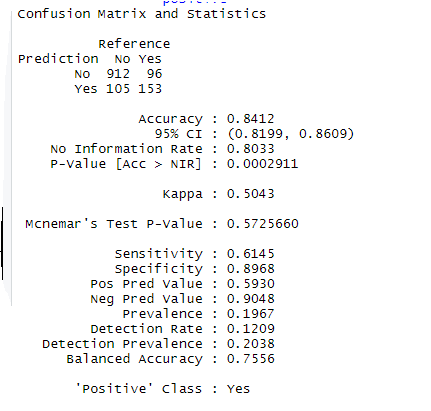 Confusion Matrix and Statistics
Reference
Prediction No Yes
No 912 96
Yes 105 153
Accuracy : 0.8412
95% CI : (0.8199, 0.8609)
No Information Rate : 0.8033
P-Value [Acc > NIR] : 0.0002911
Kappa : 0.5043
Mcnemar's Test P-Value : 0.5725660
Sensitivity : 0.6145
Specificity : 0.8968
Pos Pred Value : 0.5930
Neg Pred Value : 0.9048
Prevalence : 0.1967
Detection Rate : 0.1209
Detection Prevalence : 0.2038
Balanced Accuracy : 0.7556
'Positive' Class : Yes